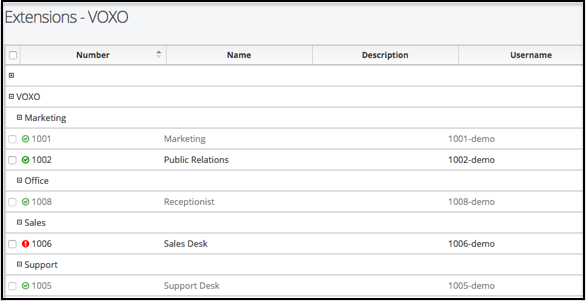 Extensions - VOXO
Number Name Description Username
VOXO
Marketing
1001 Marketing 1001-demo
1002 Public Relations 1002-demo
Office
1008 Receptionist 1008-demo
Sales
1006 Sales Desk 1006-demo
Support
1005 Support Desk 1005-demo